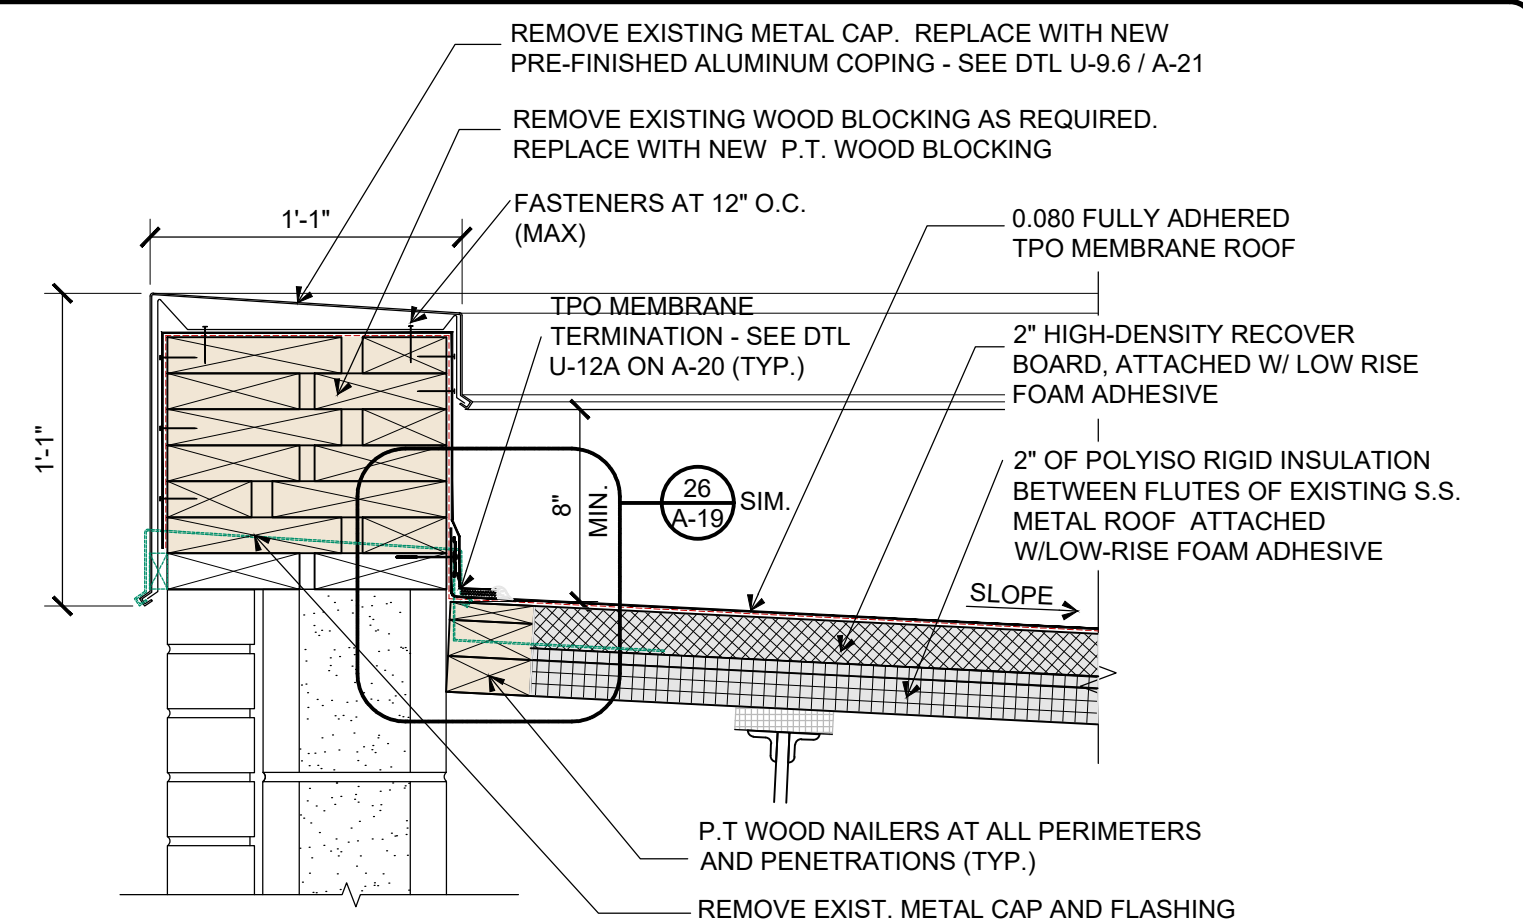 REMOVE EXISTING METAL CAP. REPLACE WITH NEW
PRE-FINISHED ALUMINUM COPING - SEE DTL U-9.6 / A-21
REMOVE EXISTING WOOD BLOCKING AS REQUIRED.
REPLACE WITH NEW P.T. WOOD BLOCKING
FASTENERS AT 12" O.C.
(MAX)
1'-1"
0.080 FULLY ADHERED
TPO MEMBRANE ROOF
TPO MEMBRANE
TERMINATION - SEE DTL
U-12A ON A-20 (TYP.)
2" HIGH-DENSITY RECOVER
BOARD, ATTACHED W/ LOW RISE
FOAM ADHESIVE
1'-1"
8"
MIN.
26
A-19
SIM.
2" OF POLYISO RIGID INSULATION
BETWEEN FLUTES OF EXISTING S.S.
METAL ROOF ATTACHED
W/LOW-RISE FOAM ADHESIVE
SLOPE
P.T WOOD NAILERS AT ALL PERIMETERS
AND PENETRATIONS (TYP.)
REMOVE EXIST. METAL CAP AND FLASHING